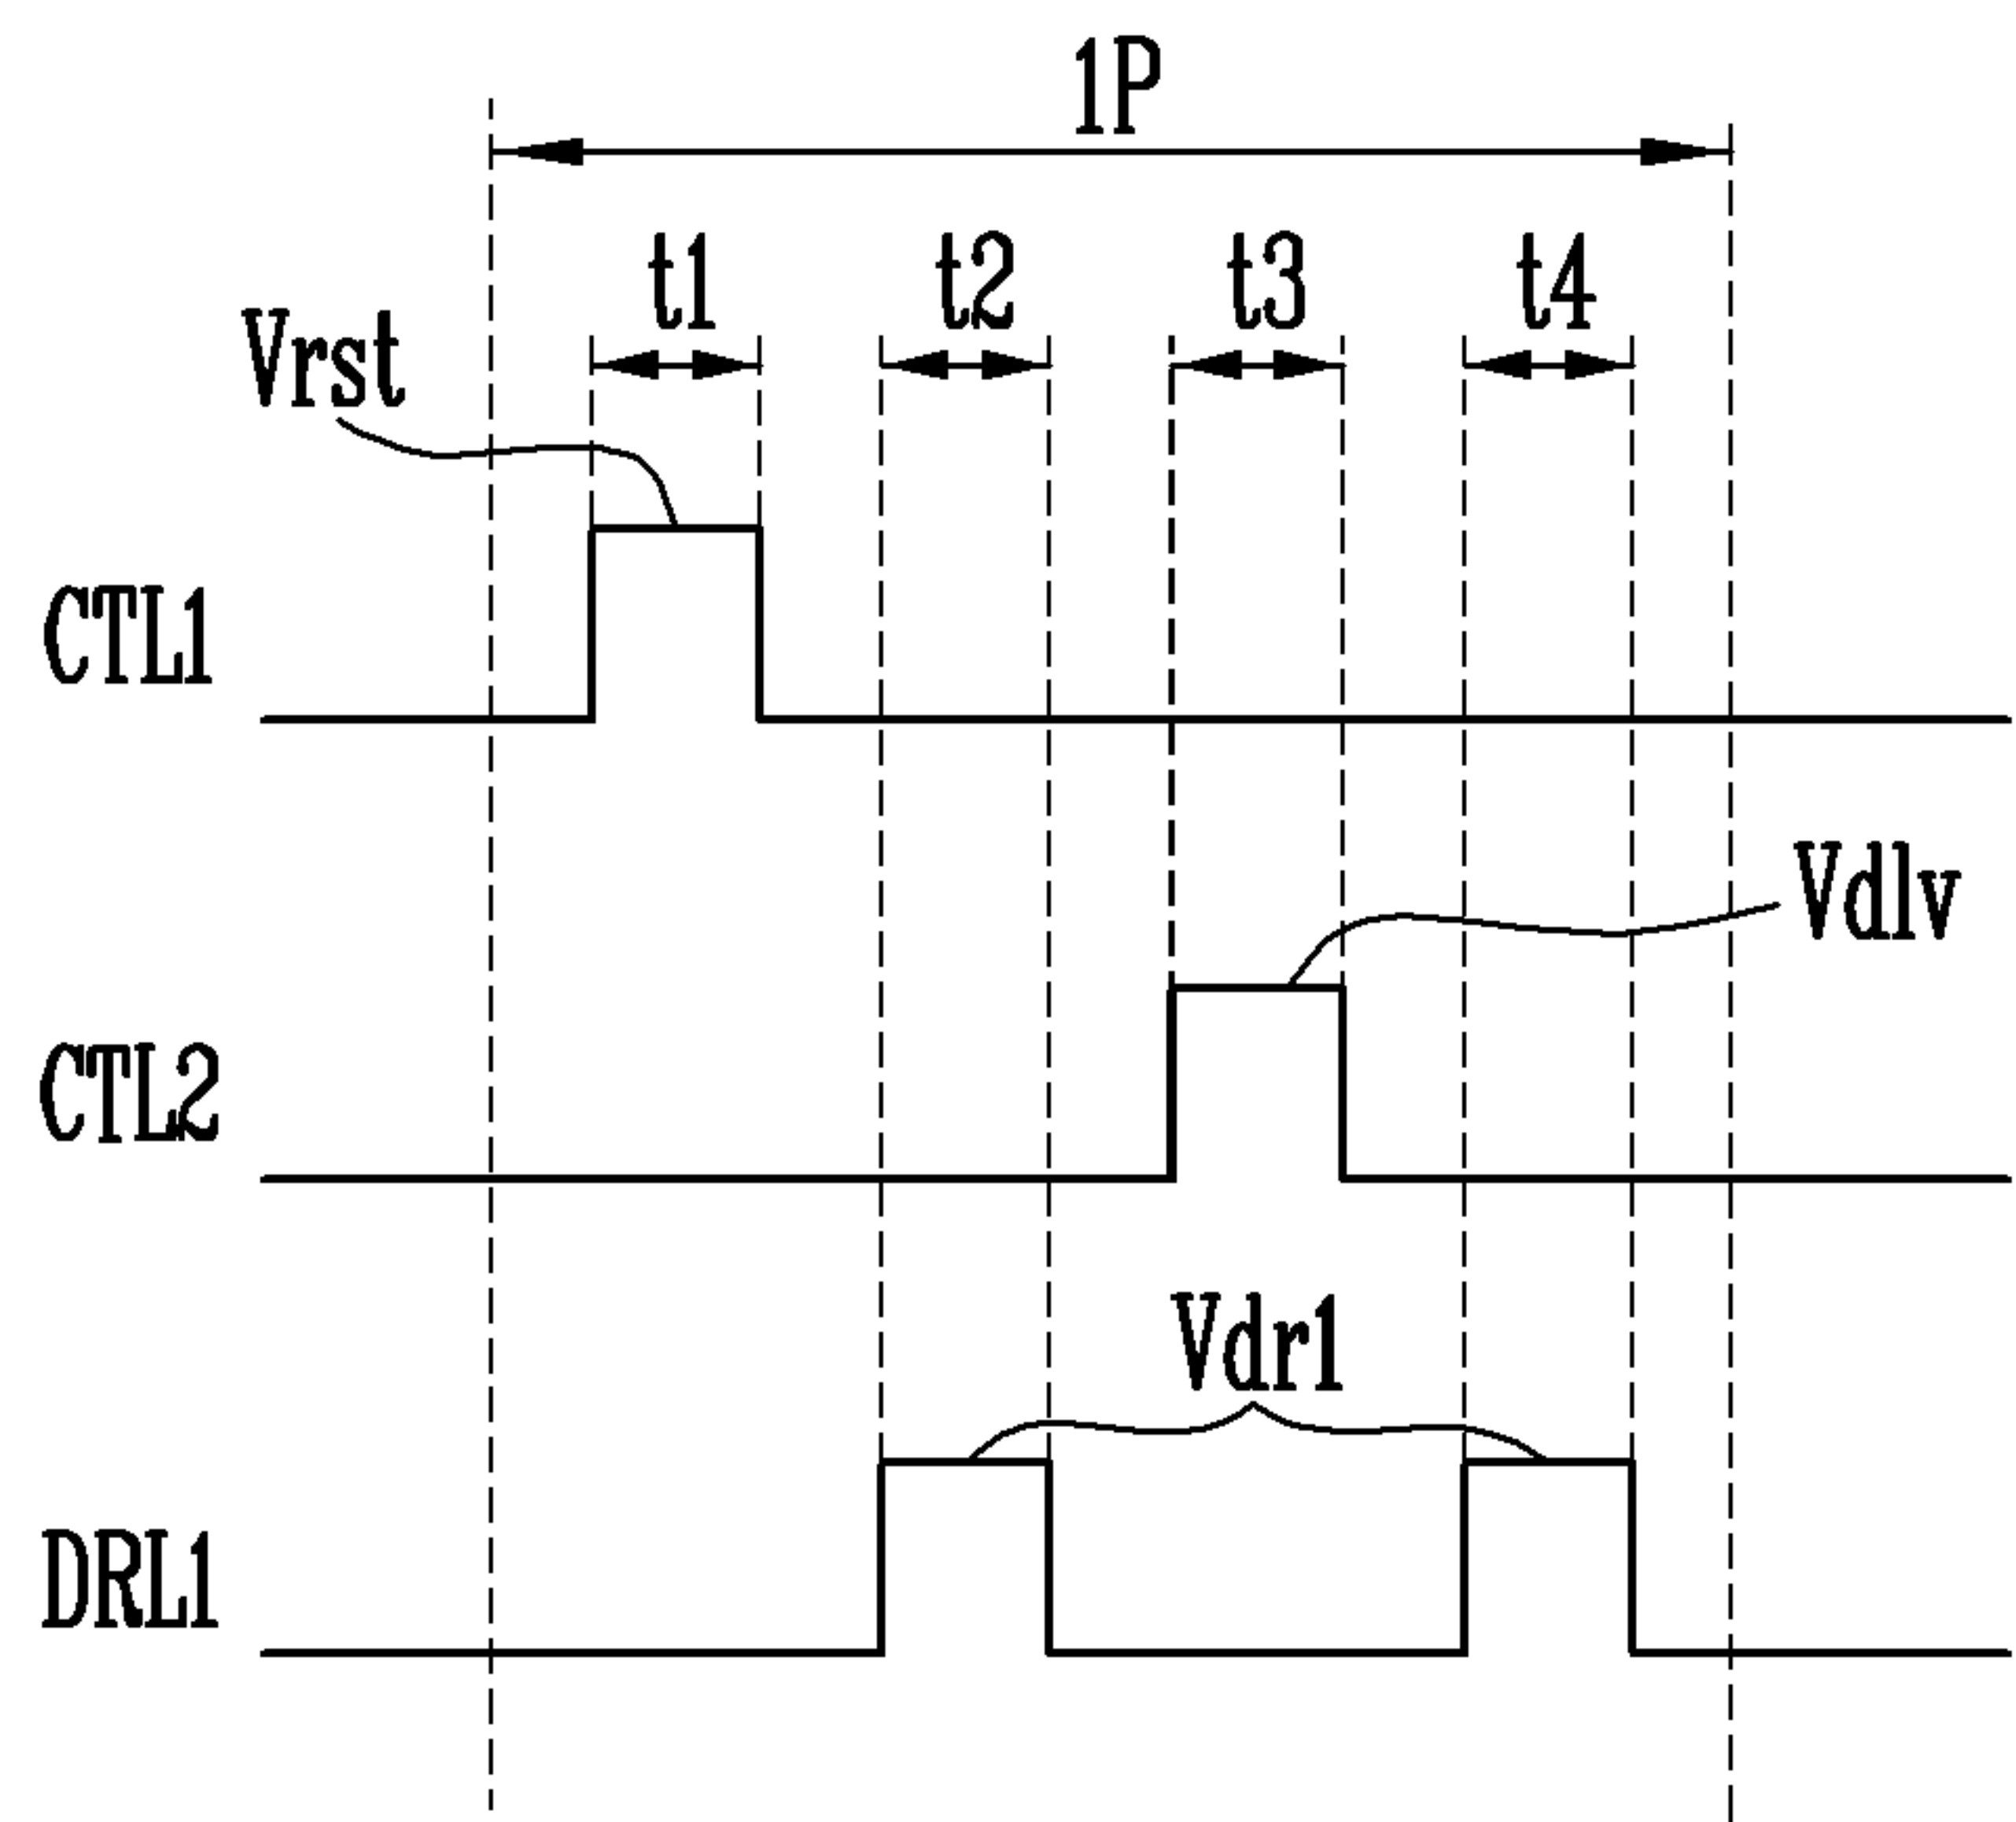 1P
t1 t2 t3 t4
Vrst
CTL1
Vdlv
CTL2
Vdr1
DRL1